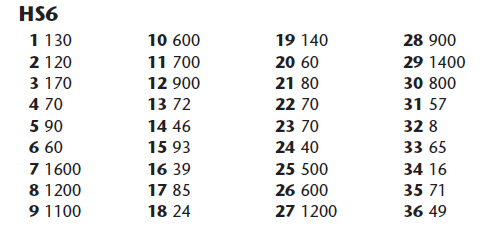 HS6
1 130 10 600 19 140 28 900
2 120 11 700 20 60 29 1400
3 170 12 900 21 80 30 800
4 70 13 72 22 70 31 57
5 90 14 46 23 70 32 8
6 60 15 93 24 40 33 65
7 1600 16 39 25 500 34 16
8 1200 17 85 26 600 35 71
9 1100 18 24 27 1200 36 49